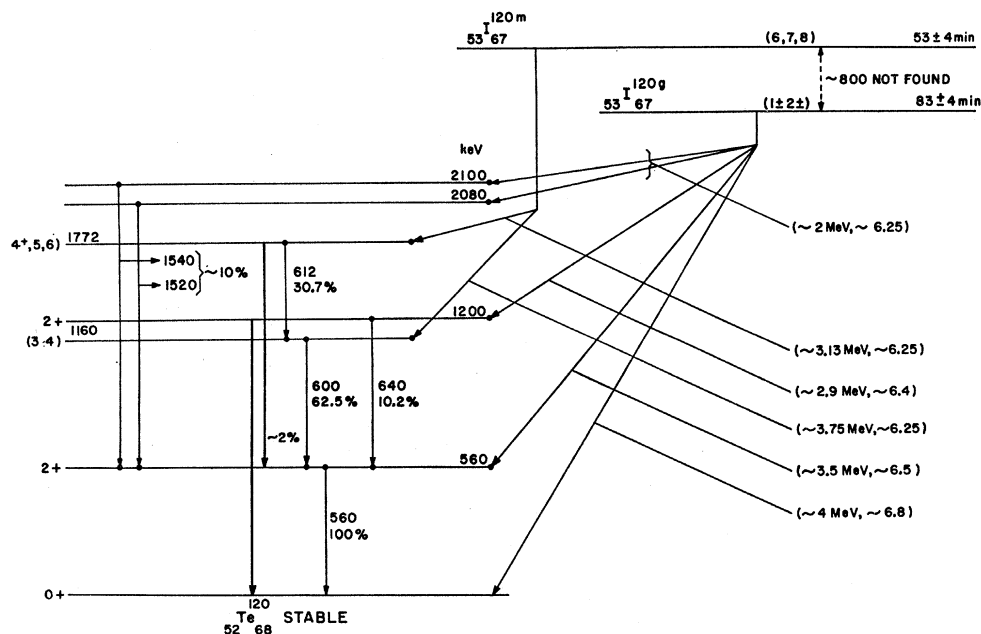 120m
I
53 67
(6,7,8)
53±4min
~800 NOT FOUND
120g
I
53 67
(1±2±)
83±4min
keV
2100
2080
(~2 MeV, ~6.25)
4+,5,6) 1772
1540
1520
~10%
612
30.7%
1200
2+
1160
(3 4)
(~3.13 MeV, ~6.25)
600
62.5%
640
10.2%
(~2,9 MeV, ~6.4)
(~3.75 MeV, ~6.25)
~2%
2+
560
(~3.5 MeV, ~6.5)
(~4 MeV, ~6.8)
560
100%
0+
120
Te STABLE
52 68